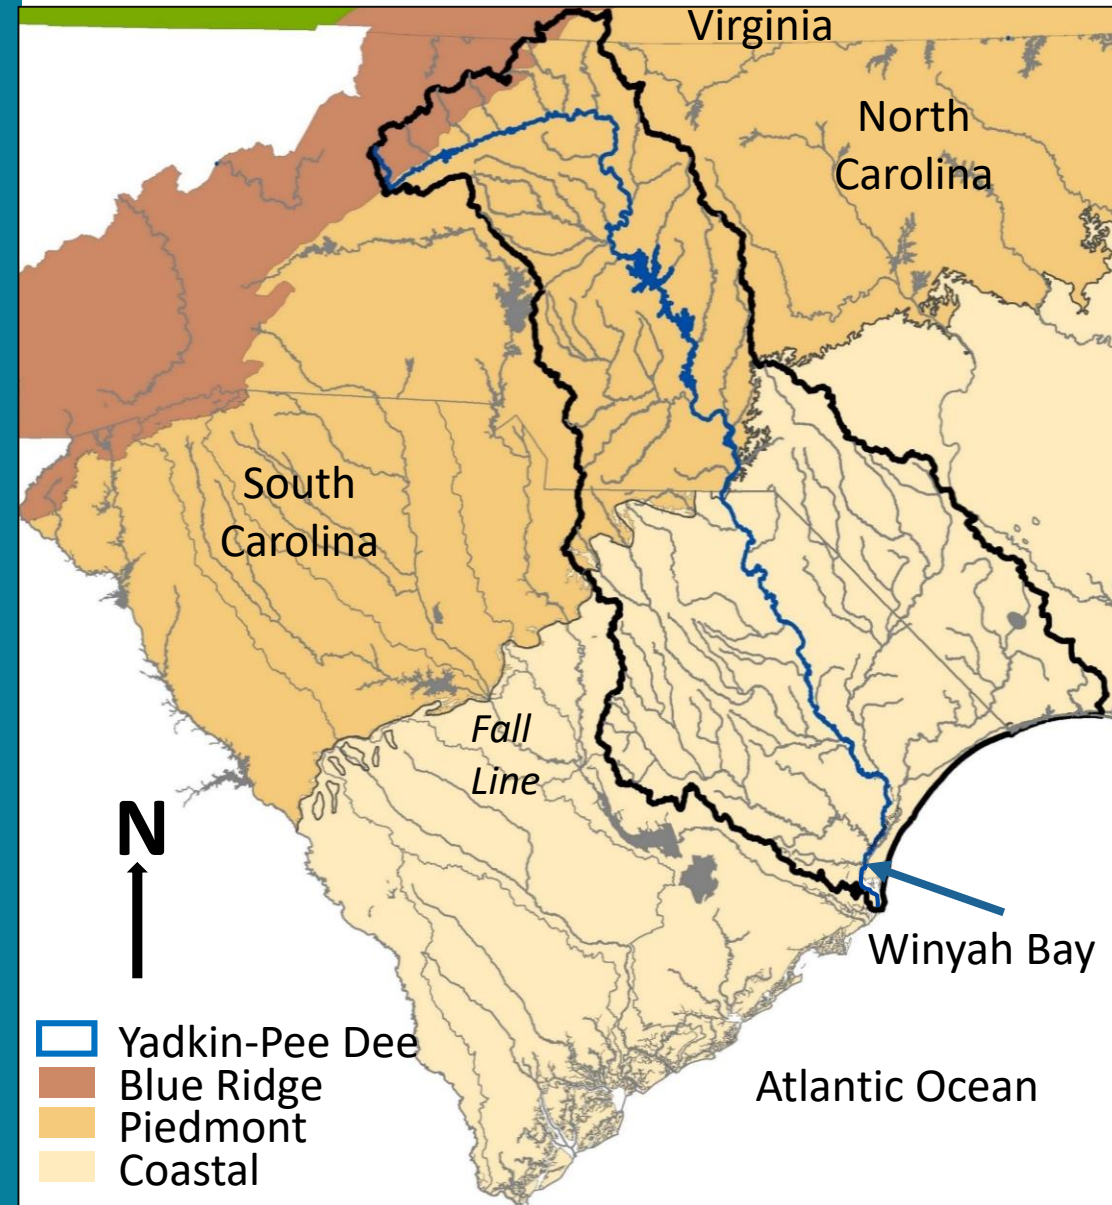 Virginia
North
Carolina
South
Carolina
Fall
Line
N
Winyah Bay
Atlantic Ocean
Yadkin-Pee Dee
Blue Ridge
Piedmont
Coastal